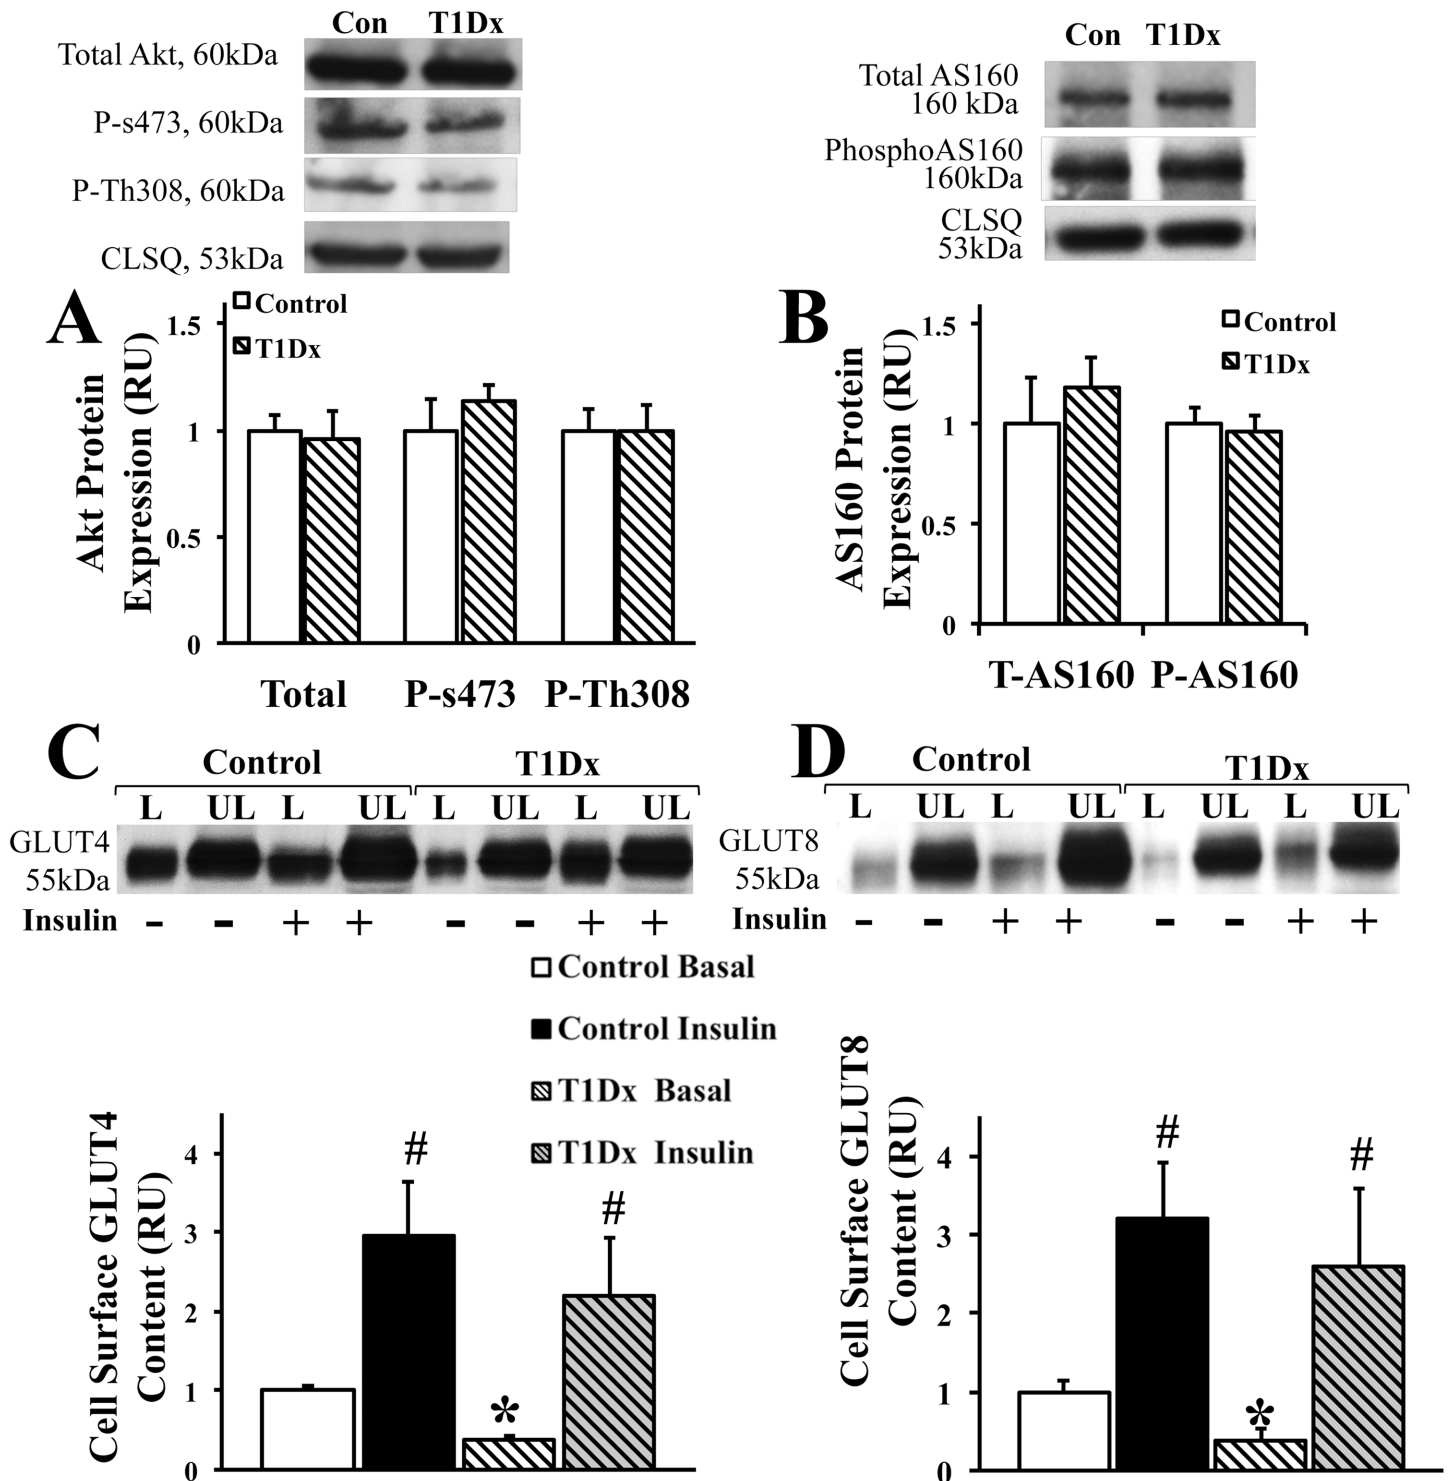 Con T1Dx
Total Akt, 60kDa
P-s473, 60kDa
P-Th308, 60kDa
CLSQ, 53kDa
A
Akt Protein
Expression (RU)
Control
T1Dx
1.5
1
0.5
0
Total P-s473 P-Th308
Con T1Dx
Total AS160
160 kDa
PhosphoAS160
160kDa
CLSQ
53kDa
B
AS160 Protein
Expression (RU)
Control
T1Dx
1.5
1
0.5
0
T-AS160 P-AS160
C
Control T1Dx
L UL L UL L UL L UL
GLUT4
55kDa
Insulin - - + + - - + +
D
Control T1Dx
L UL L UL L UL L UL
GLUT8
55kDa
Insulin - - + + - - + +
Control Basal
Control Insulin
T1Dx Basal
T1Dx Insulin
Cell Surface GLUT4
Content (RU)
4
3
2
1
0
# * #
Cell Surface GLUT8
Content (RU)
4
3
2
1
0
# * #